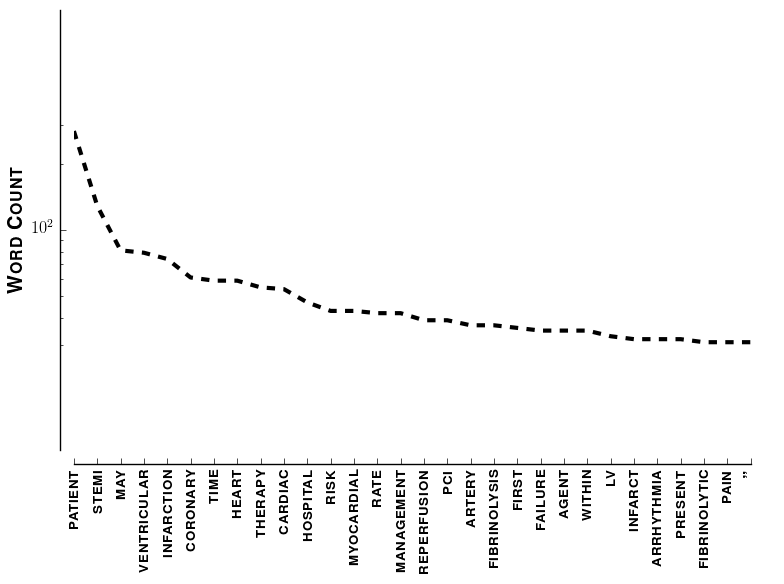 WORD COUNT
10²
PATIENT
STEMI
MAY
VENTRICULAR
INFARCTION
CORONARY
TIME
HEART
THERAPY
CARDIAC
HOSPITAL
RISK
MYOCARDIAL
RATE
MANAGEMENT
REPERFUSION
PCI
ARTERY
FIBRINOLYSIS
FIRST
FAILURE
AGENT
WITHIN
LV
INFARCT
ARRHYTHMIA
PRESENT
FIBRINOLYTIC
PAIN
”